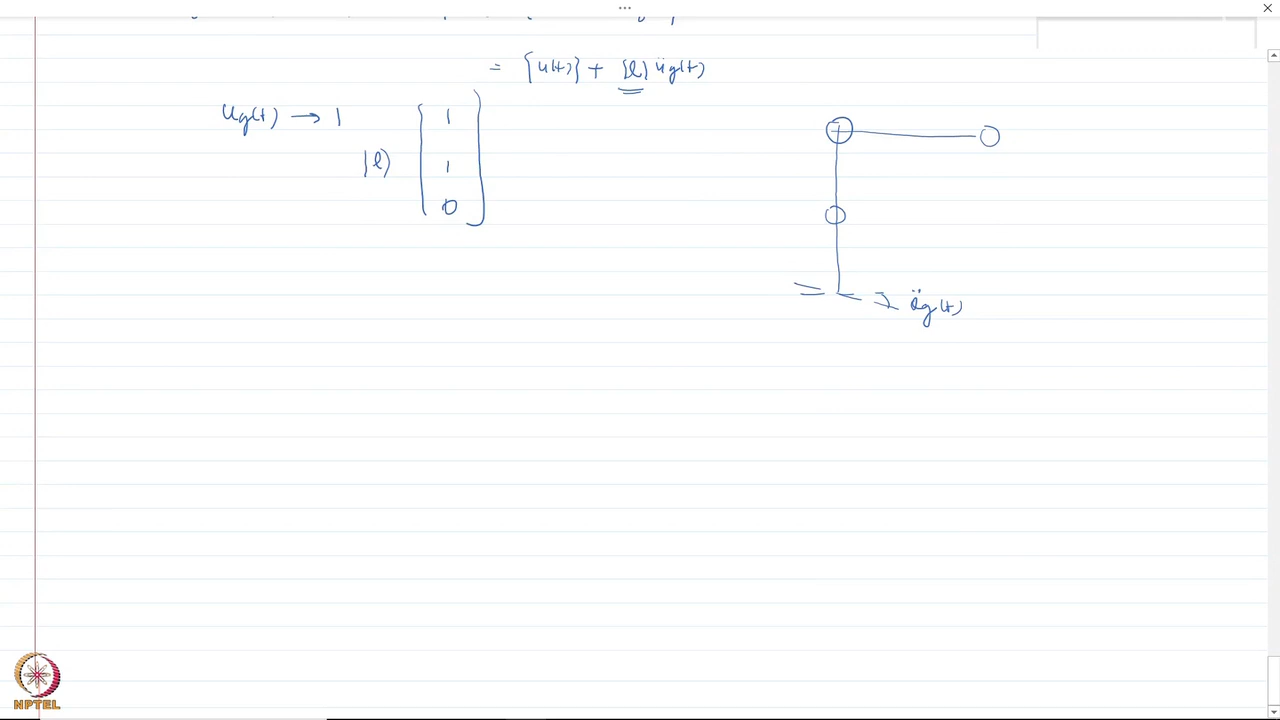 = {u(t)} + {l} üg(t)
ug(t) → 1
{l} { 1 1 0 }
üg(t)
NPTEL